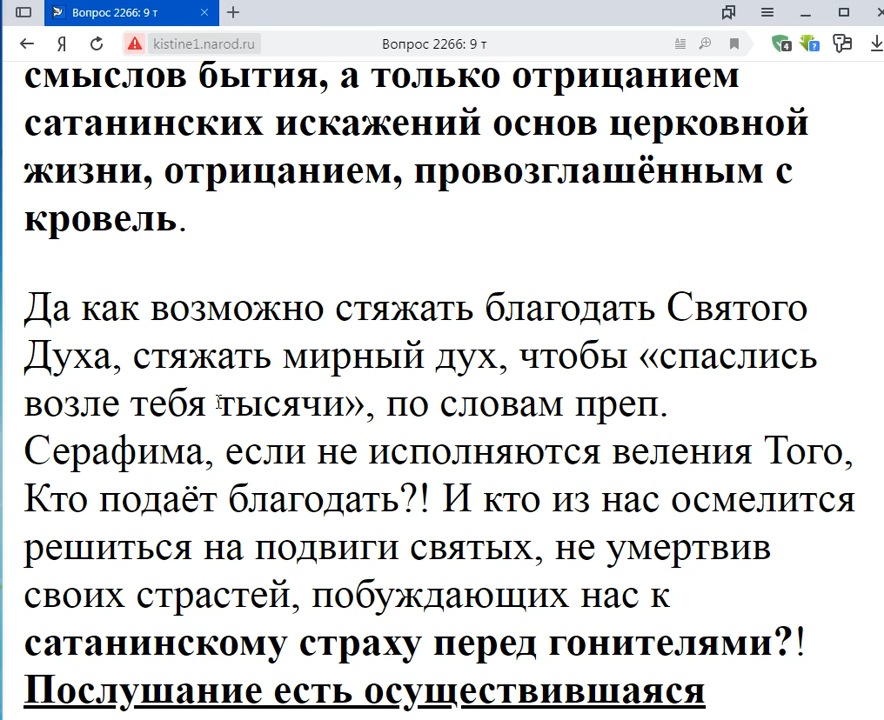 Вопрос 2266: 9 т
kistine1.narod.ru
Вопрос 2266: 9 т
смыслов бытия, а только отрицанием
сатанинских искажений основ церковной
жизни, отрицанием, провозглашённым с
кровель.
Да как возможно стяжать благодать Святого
Духа, стяжать мирный дух, чтобы «спаслись
возле тебя тысячи», по словам преп.
Серафима, если не исполняются веления Того,
Кто подаёт благодать?! И кто из нас осмелится
решиться на подвиги святых, не умертвив
своих страстей, побуждающих нас к
сатанинскому страху перед гонителями?!
Послушание есть осуществившаяся